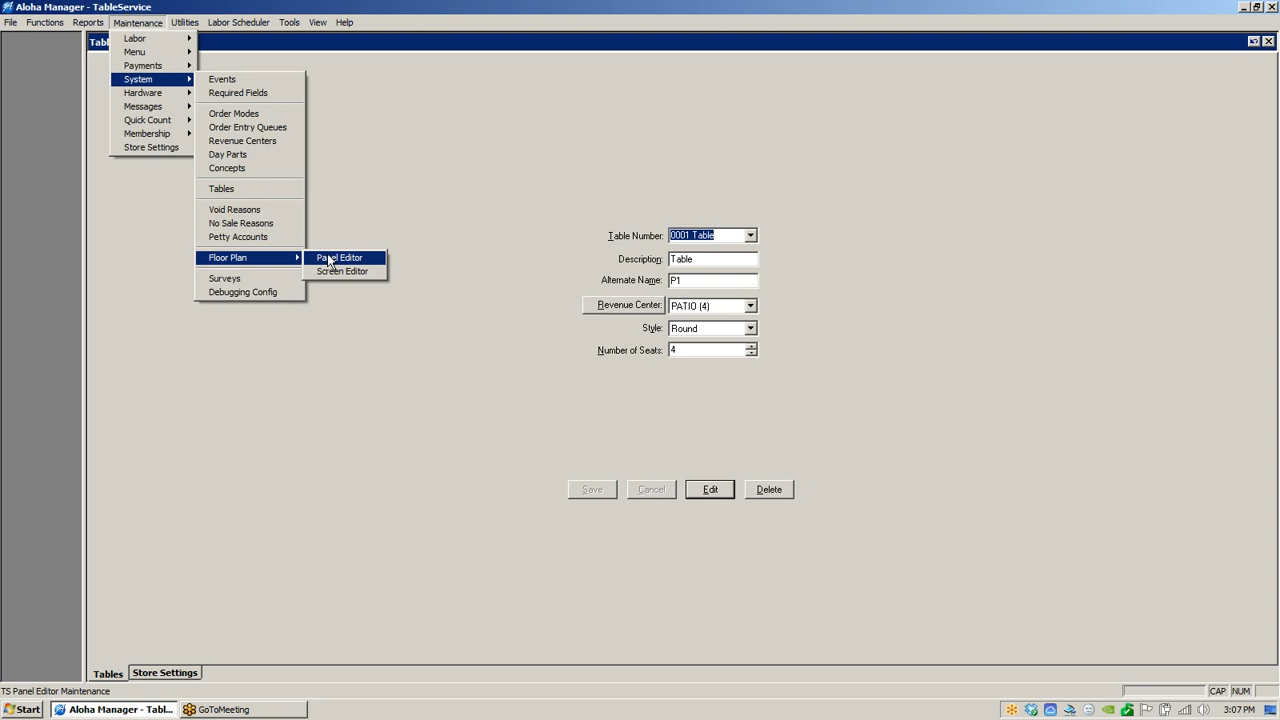 Aloha Manager - TableService
File Functions Reports Maintenance Utilities Labor Scheduler Tools View Help
Labor
Menu
Payments
System
Hardware
Messages
Quick Count
Membership
Store Settings
Events
Required Fields
Order Modes
Order Entry Queues
Revenue Centers
Day Parts
Concepts
Tables
Void Reasons
No Sale Reasons
Petty Accounts
Floor Plan
Surveys
Debugging Config
Panel Editor
Screen Editor
Table Number: 0001 Table
Description: Table
Alternate Name: P1
Revenue Center: PATIO (4)
Style: Round
Number of Seats: 4
Save Cancel Edit Delete
Tables Store Settings
TS Panel Editor Maintenance
CAP NUM
Start Aloha Manager - Tabl... GoToMeeting 3:07 PM